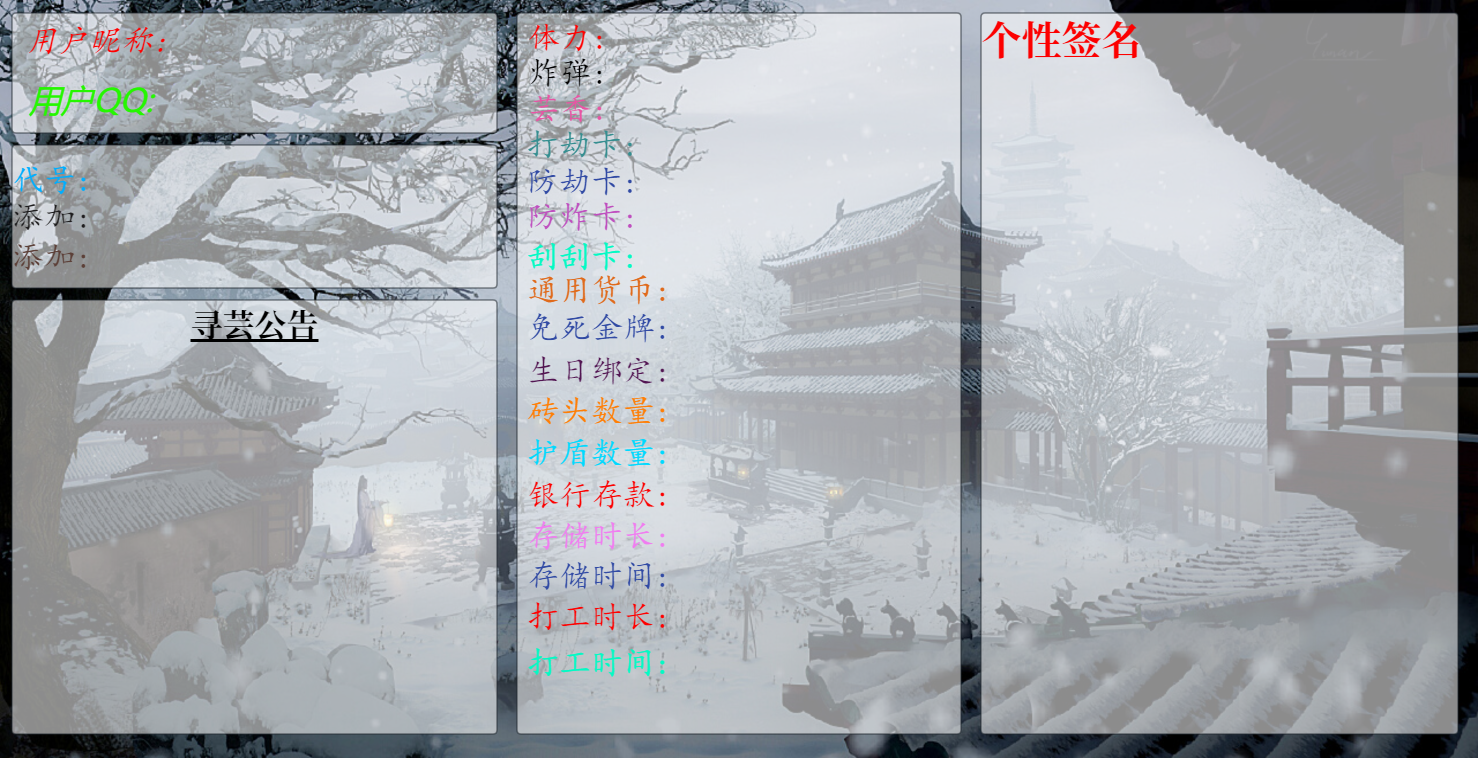 用户昵称:
用户QQ:
代号:
添加:
添加:
寻芸公告
体力:
炸弹:
芸香:
打劫卡:
防劫卡:
防炸卡:
刮刮卡:
通用货币:
免死金牌:
生日绑定:
砖头数量:
护盾数量:
银行存款:
存储时长:
存储时间:
打工时长:
打工时间:
个性签名